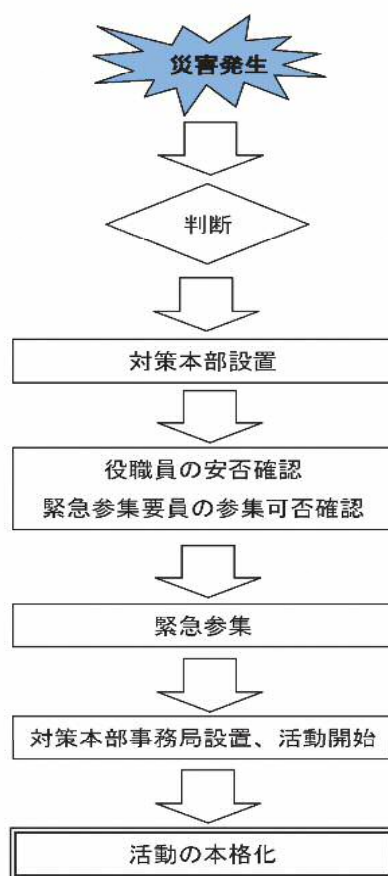 災害発生
判断
対策本部設置
役職員の安否確認
緊急参集要員の参集可否確認
緊急参集
対策本部事務局設置、活動開始
活動の本格化